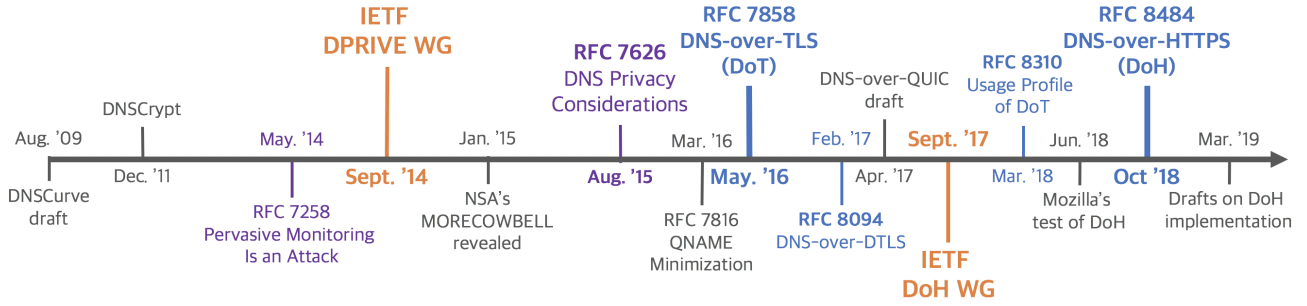 Aug. ’09
DNSCurve
draft
DNSCrypt
Dec. ’11
May. ’14
RFC 7258
Pervasive Monitoring
Is an Attack
IETF
DPRIVE WG
Sept. ’14
Jan. ’15
NSA’s
MORECOWBELL
revealed
RFC 7626
DNS Privacy
Considerations
Aug. ’15
Mar. ’16
RFC 7816
QNAME
Minimization
RFC 7858
DNS-over-TLS
(DoT)
May. ’16
Feb. ’17
RFC 8094
DNS-over-DTLS
DNS-over-QUIC
draft
Apr. ’17
Sept. ’17
IETF
DoH WG
RFC 8310
Usage Profile
of DoT
Mar. ’18
Jun. ’18
Mozilla’s
test of DoH
RFC 8484
DNS-over-HTTPS
(DoH)
Oct ’18
Mar. ’19
Drafts on DoH
implementation